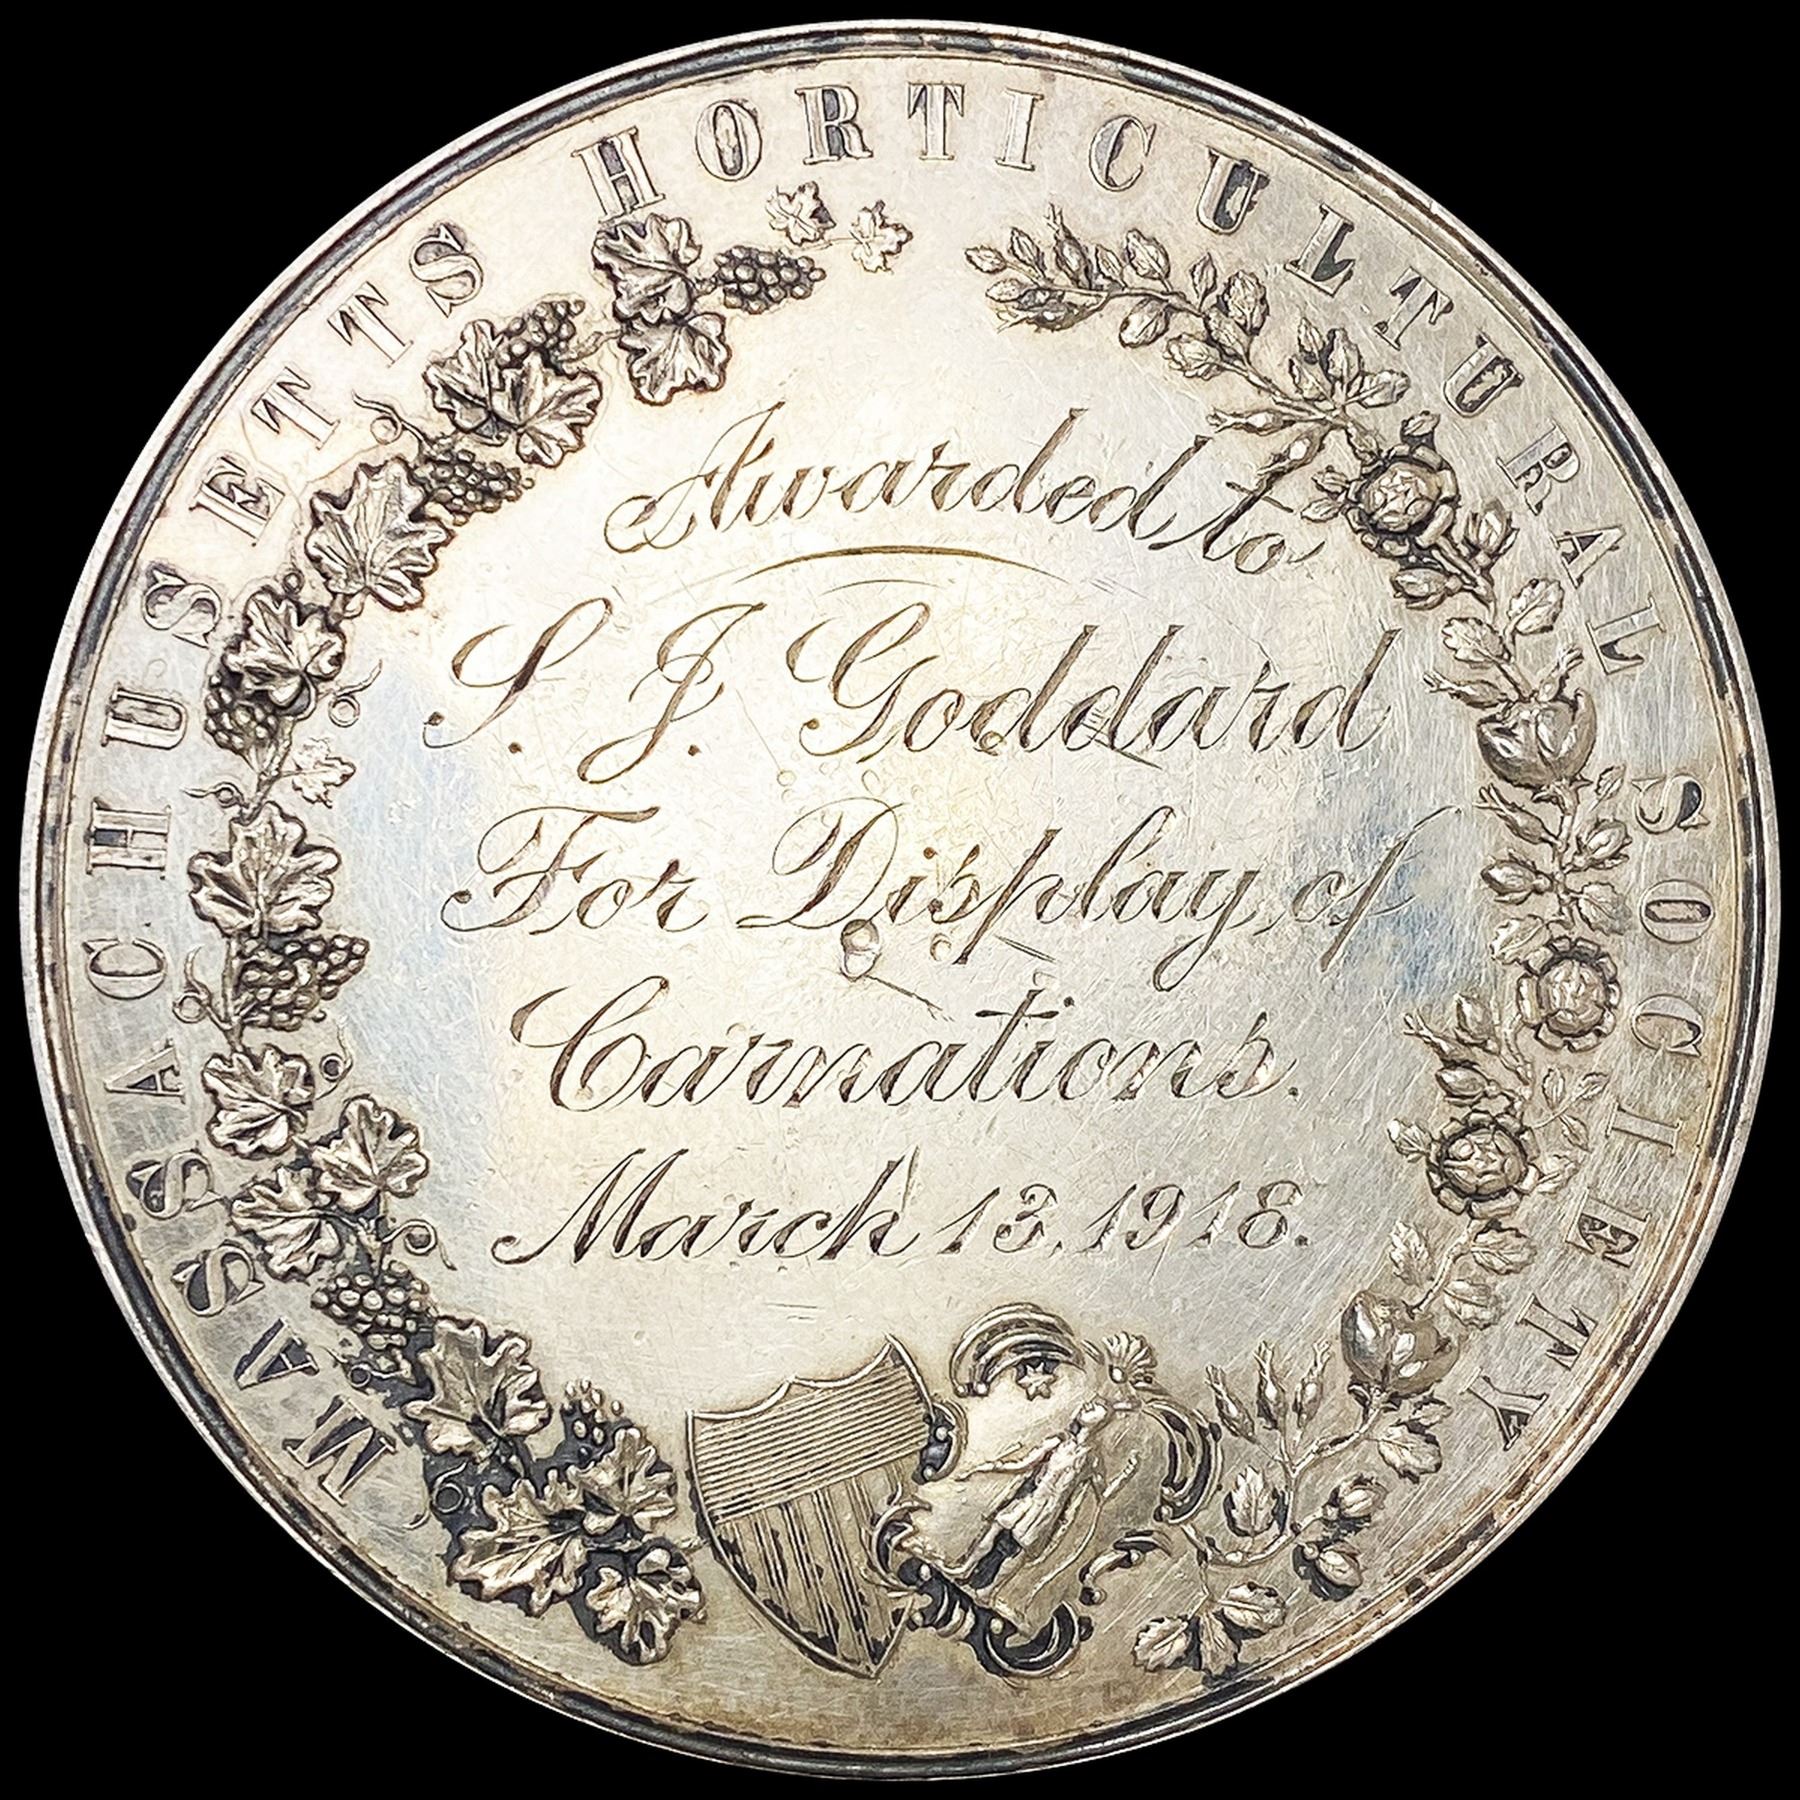 MASSACHUSETTS HORTICULTURAL SOCIETY
Awarded to
S. J. Goddard
For Display of
Carnations.
March 13, 1918.